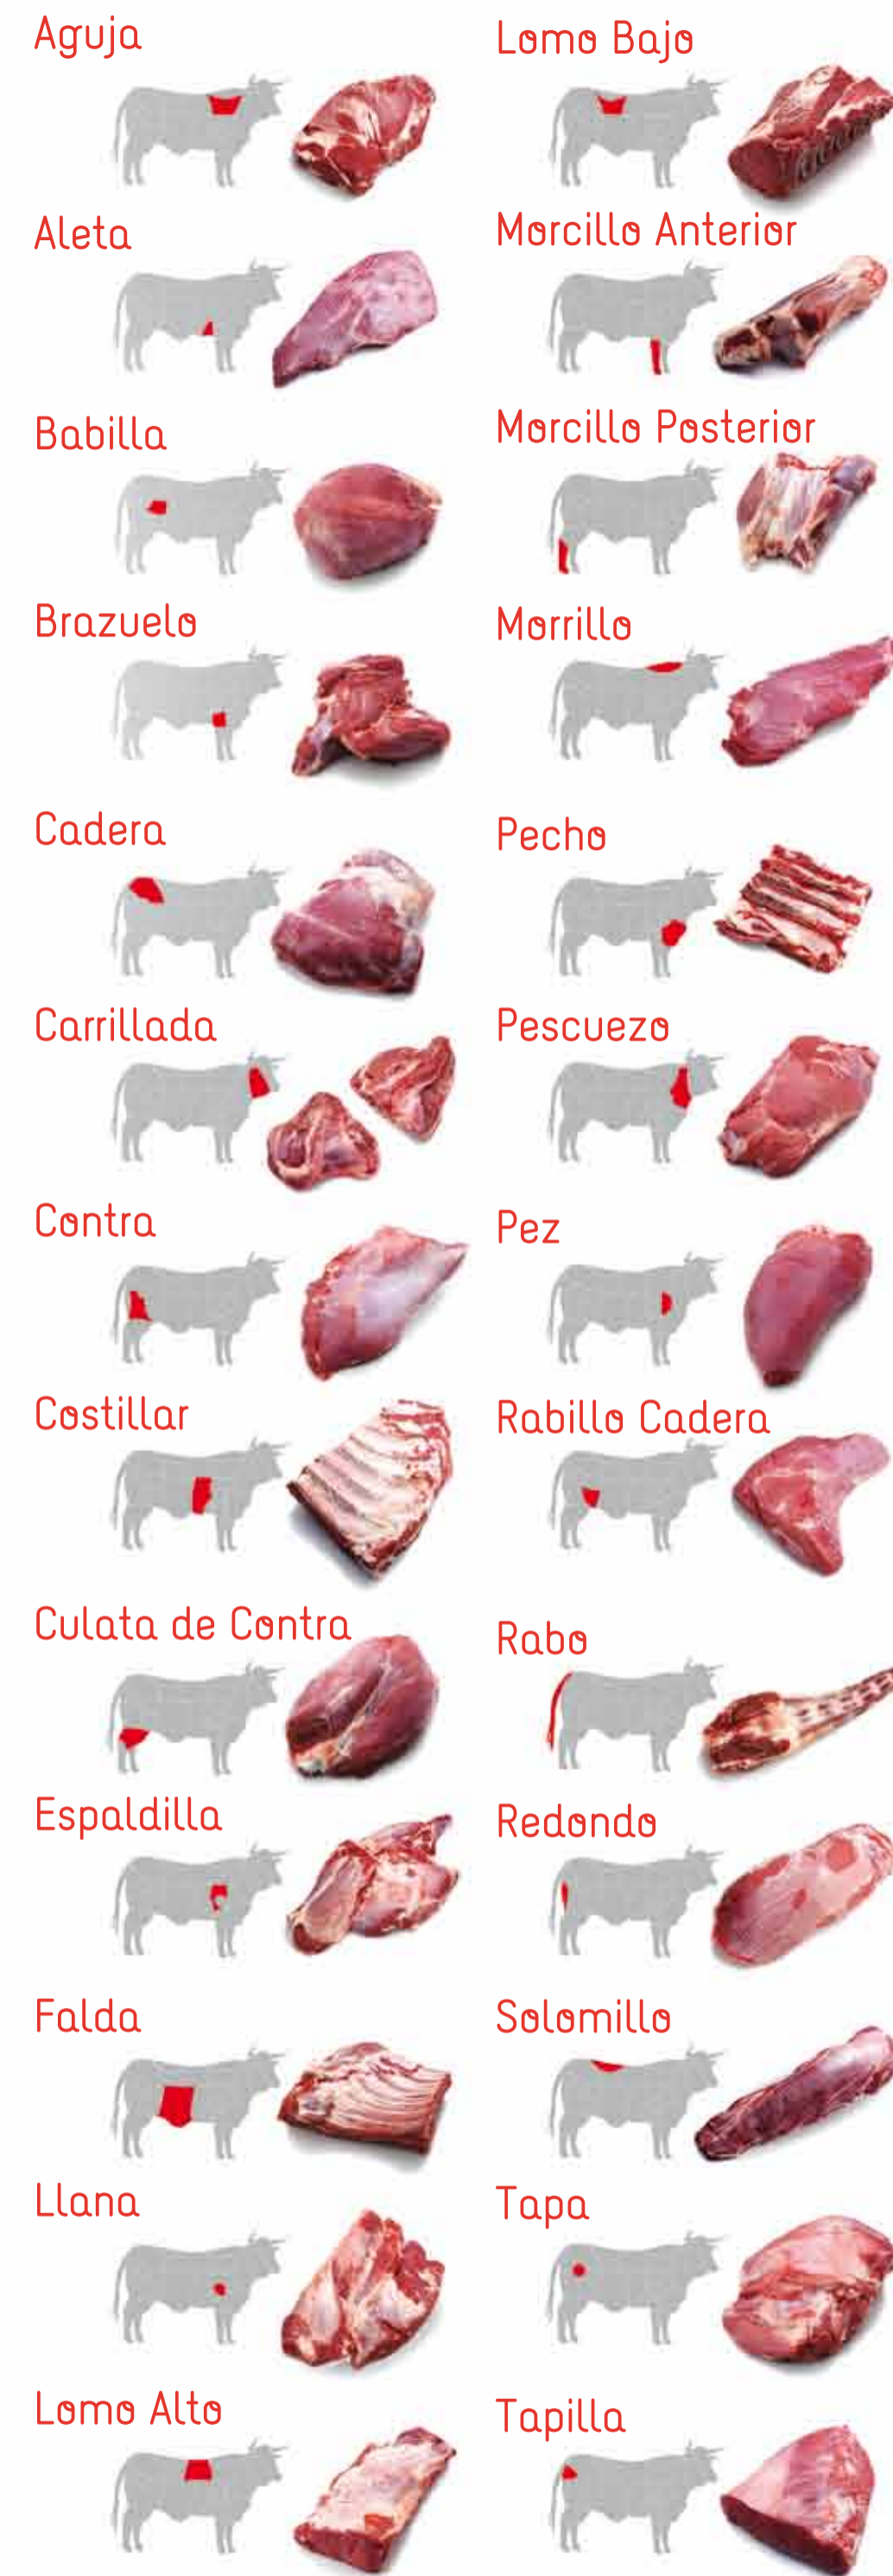 Aguja
Aleta
Babilla
Brazuelo
Cadera
Carrillada
Contra
Costillar
Culata de Contra
Espaldilla
Falda
Llana
Lomo Alto
Lomo Bajo
Morcillo Anterior
Morcillo Posterior
Morrillo
Pecho
Pescuezo
Pez
Rabillo Cadera
Rabo
Redondo
Solomillo
Tapa
Tapilla